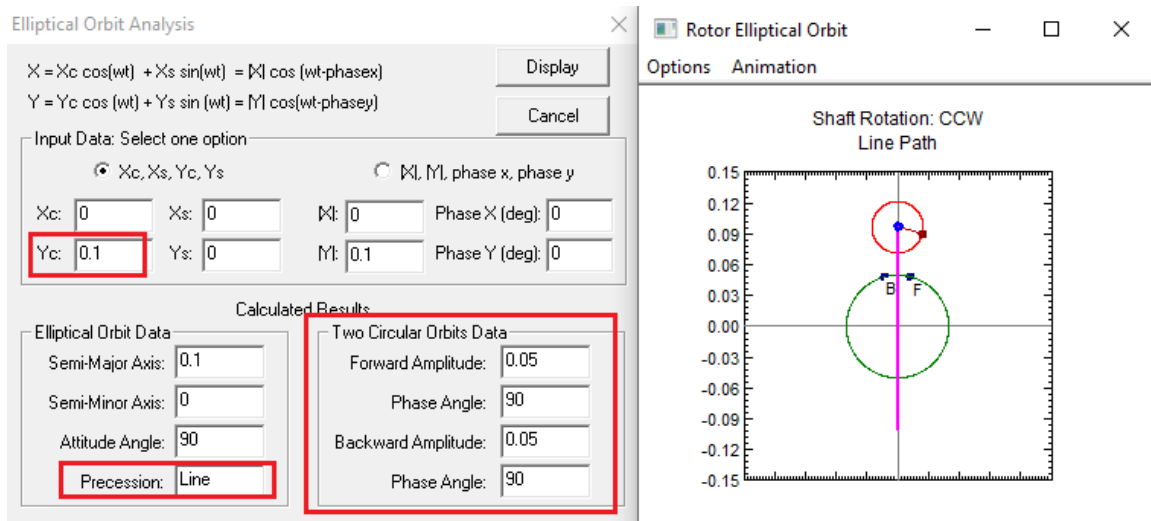 Elliptical Orbit Analysis
X = Xc cos(wt) + Xs sin(wt) = |X| cos (wt-phasex)
Y = Yc cos (wt) + Ys sin (wt) = |Y| cos(wt-phasey)
Display
Cancel
Input Data: Select one option
Xc, Xs, Yc, Ys
|X|, |Y|, phase x, phase y
Xc: 0 Xs: 0 |X|: 0 Phase X (deg): 0
Yc: 0.1 Ys: 0 |Y|: 0.1 Phase Y (deg): 0
Calculated Results
Elliptical Orbit Data
Semi-Major Axis: 0.1
Semi-Minor Axis: 0
Attitude Angle: 90
Precession: Line
Two Circular Orbits Data
Forward Amplitude: 0.05
Phase Angle: 90
Backward Amplitude: 0.05
Phase Angle: 90
Rotor Elliptical Orbit
Options Animation
Shaft Rotation: CCW
Line Path
0.15
0.12
0.09
0.06
0.03
0.00
-0.03
-0.06
-0.09
-0.12
-0.15
B F